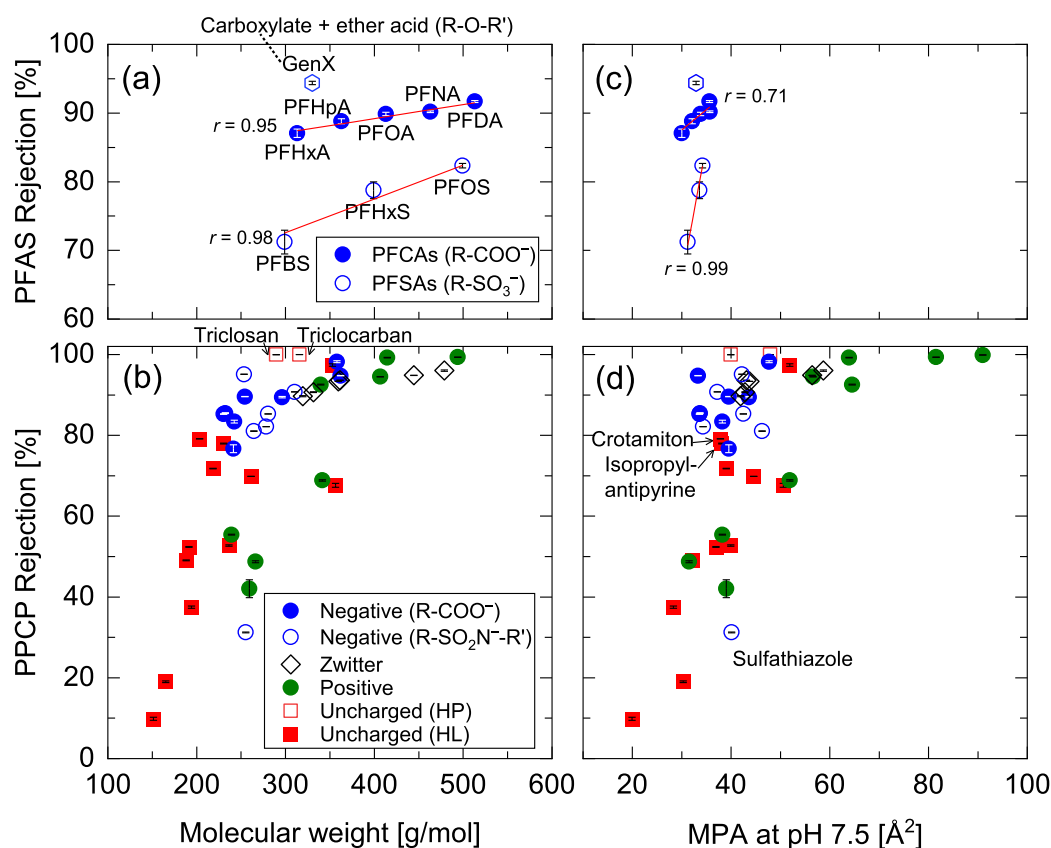 Carboxylate + ether acid (R-O-R')
PFAS Rejection [%]
100
90
80
70
60
(a)
GenX
PFHpA
PFNA
r = 0.95
PFHxA
PFOA
PFDA
PFOS
PFHxS
r = 0.98
PFBS
PFCAs (R-COO⁻)
PFSAs (R-SO₃⁻)
(c)
r = 0.71
r = 0.99
PPCP Rejection [%]
100
80
60
40
20
0
Triclosan
Triclocarban
(b)
Negative (R-COO⁻)
Negative (R-SO₂N⁻-R')
Zwitter
Positive
Uncharged (HP)
Uncharged (HL)
100 200 300 400 500
Molecular weight [g/mol]
(d)
Crotamiton
Isopropyl-
antipyrine
Sulfathiazole
20 40 60 80 100
MPA at pH 7.5 [Å²]